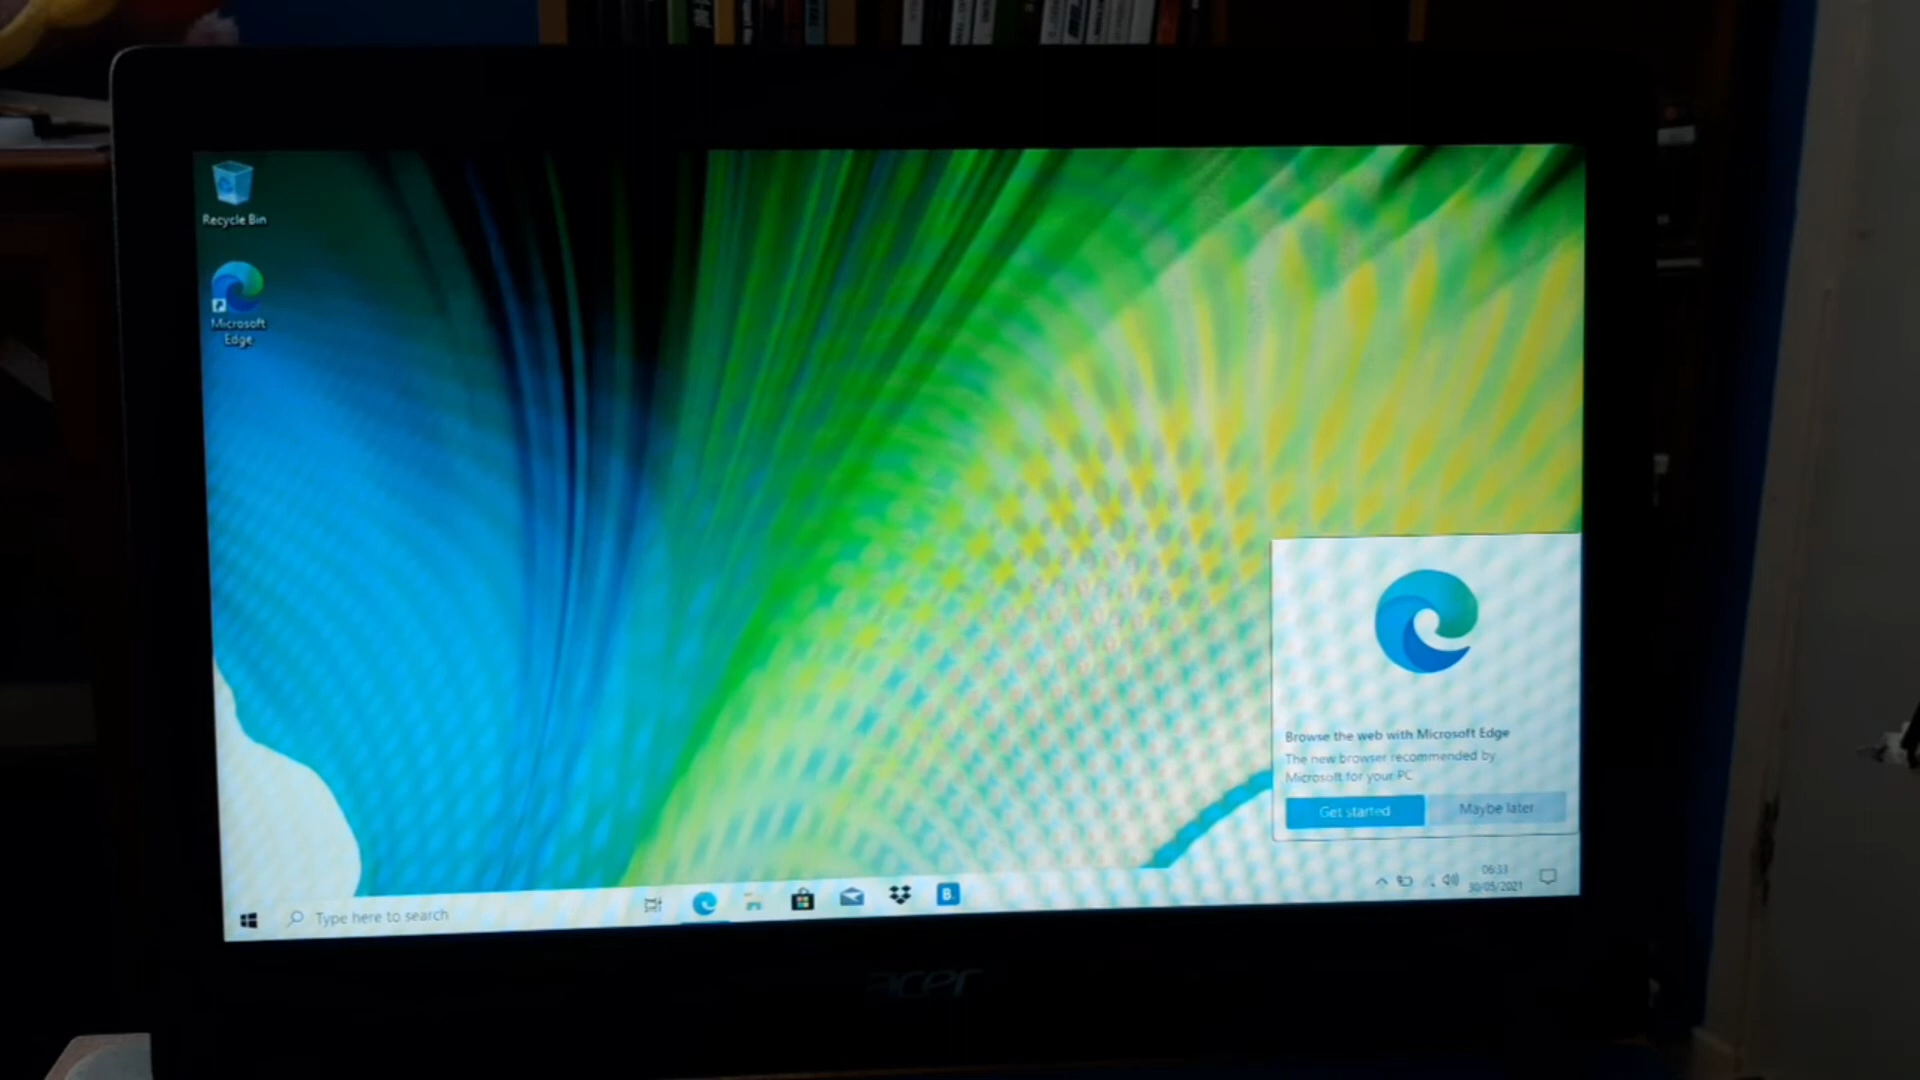 Recycle Bin
Microsoft
Edge
Browse the web with Microsoft Edge
The new browser recommended by
Microsoft for your PC
Get started
Maybe later
Type here to search
B.
06:33
30/05/2021
acer